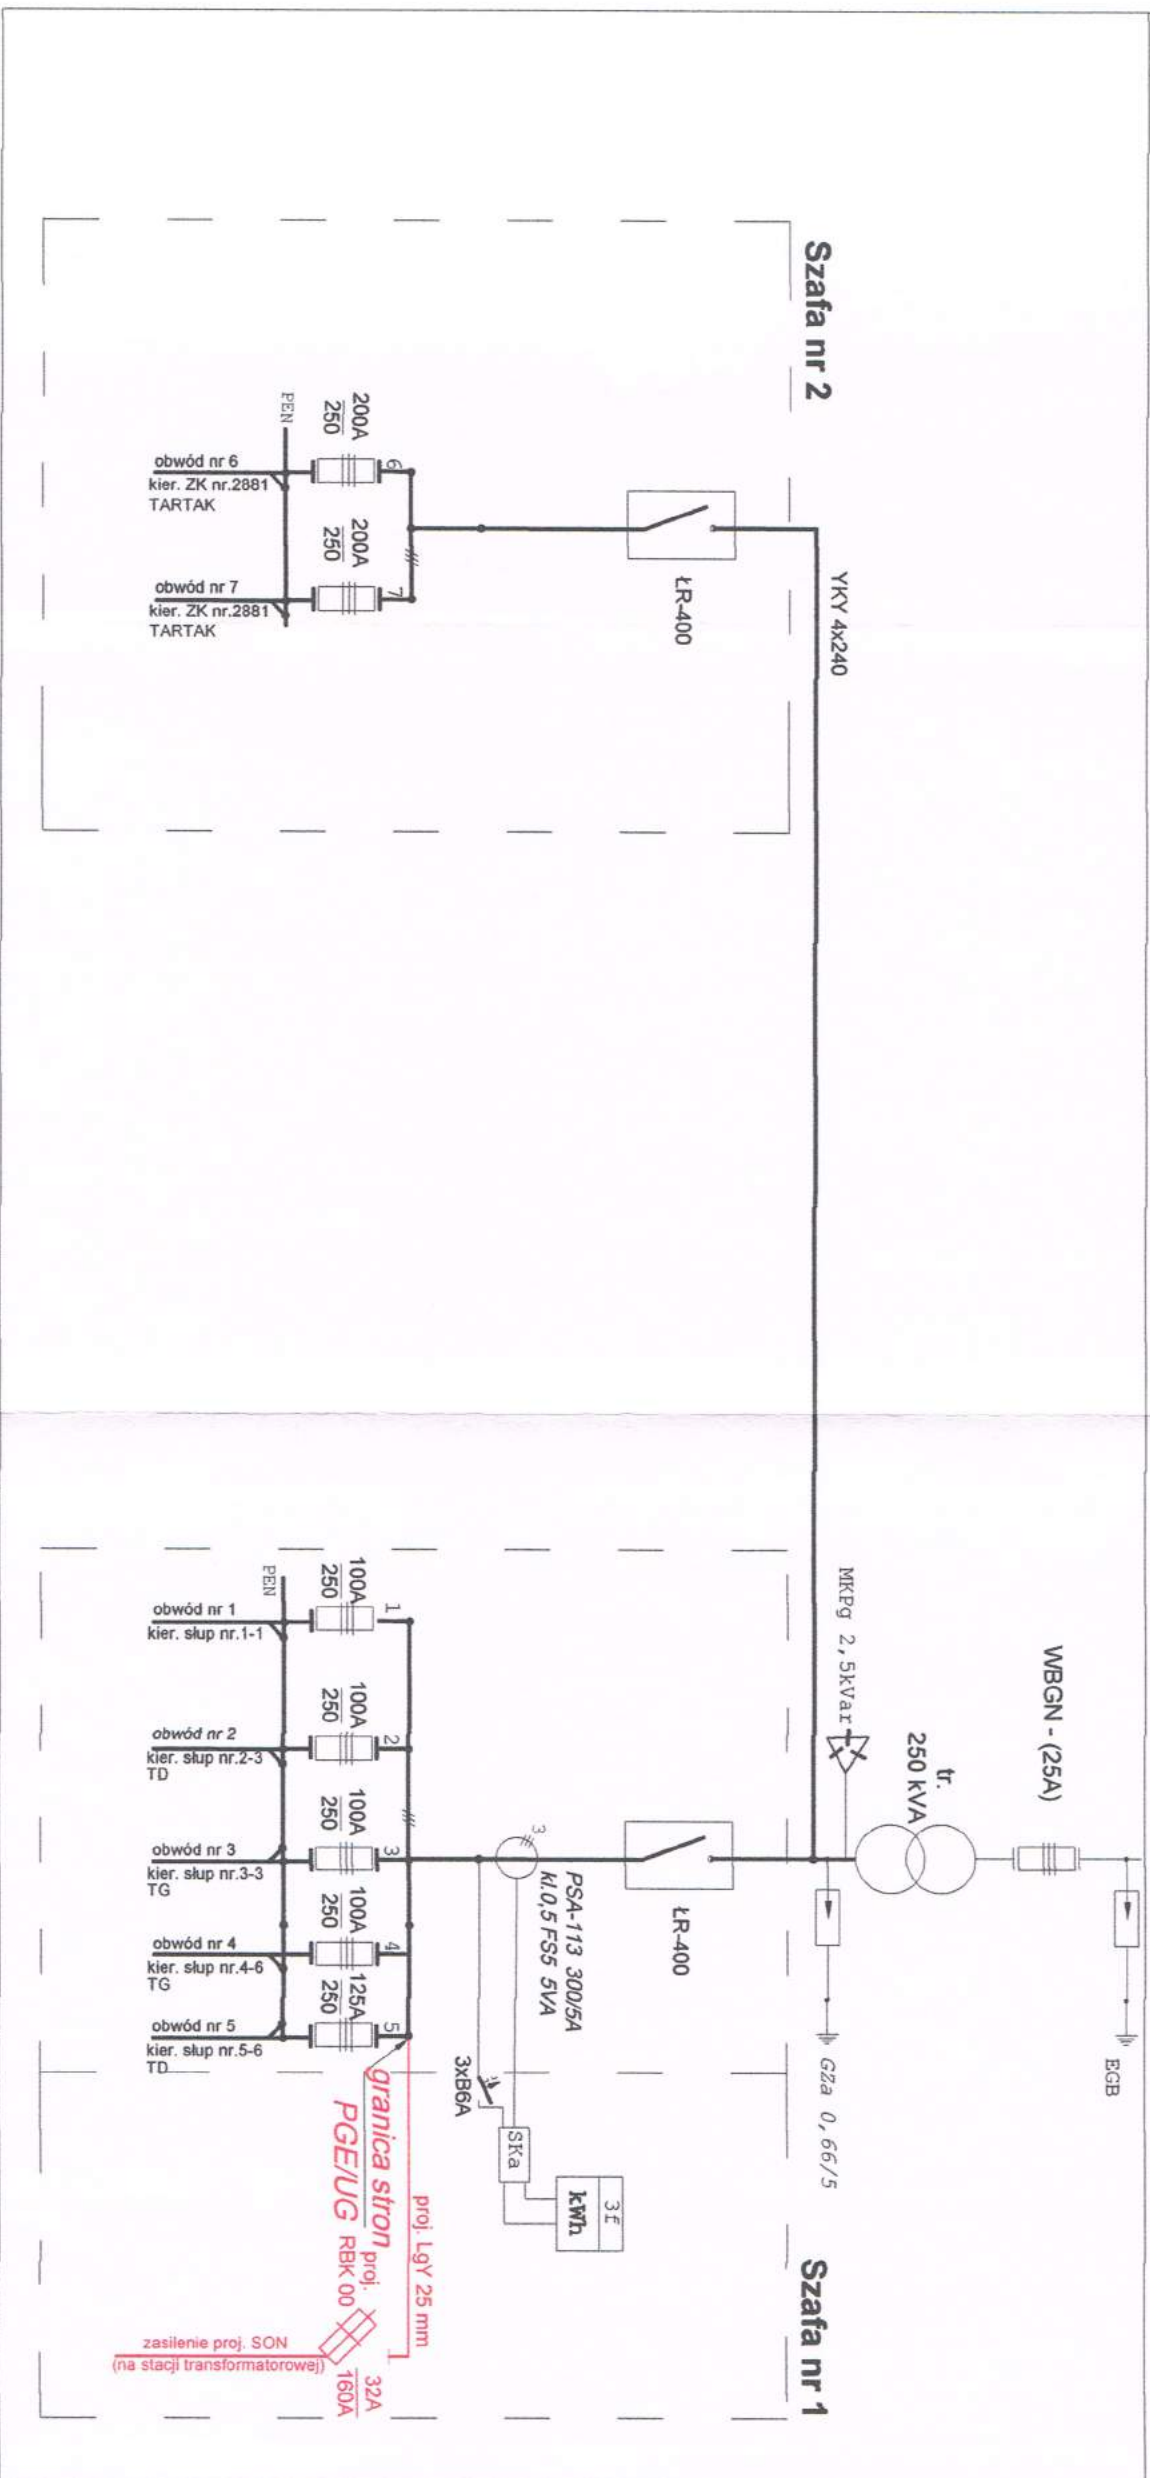 Szafa nr 2
YKY 4x240
ŁR-400
200A
250
6
200A
250
7
PEN
obwód nr 6
kier. ZK nr.2881
TARTAK
obwód nr 7
kier. ZK nr.2881
TARTAK
WBGN - (25A)
EGB
tr.
250 kVA
MKPg 2,5kVar
GZa 0,66/5
Szafa nr 1
ŁR-400
PSA-113 300/5A
kl.0,5 FS5 5VA
3
3xB6A
SKa
3f
kWh
100A
250
1
100A
250
2
100A
250
3
100A
250
4
125A
250
5
PEN
obwód nr 1
kier. słup nr.1-1
obwód nr 2
kier. słup nr.2-3
TD
obwód nr 3
kier. słup nr.3-3
TG
obwód nr 4
kier. słup nr.4-6
TG
obwód nr 5
kier. słup nr.5-6
TD
proj. LgY 25 mm
granica stron
PGE/UG
proj.
RBK 00
32A
160A
zasilenie proj. SON
(na stacji transformatorowej)